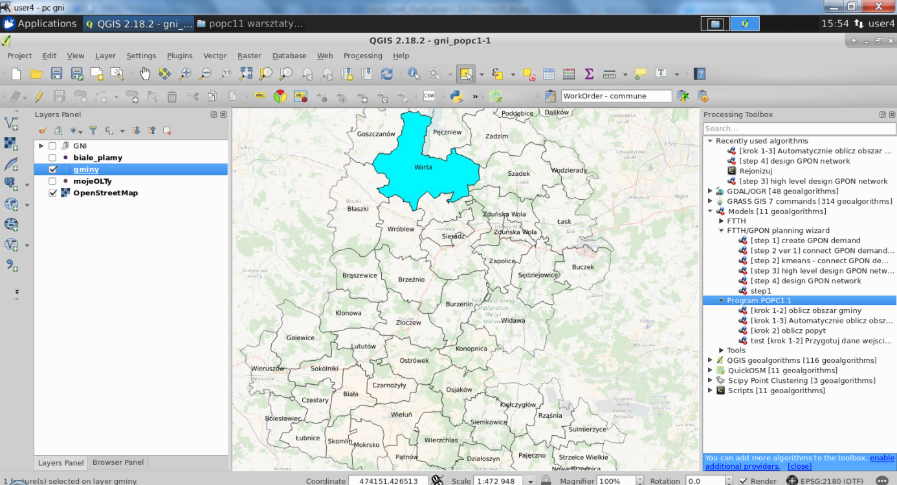 user4 - pc gni
Applications
QGIS 2.18.2 - gni_...
popc11 warsztaty...
15:54
user4
QGIS 2.18.2 - gni_popc1-1
Project Edit View Layer Settings Plugins Vector Raster Database Web Processing Help
WorkOrder - commune
Layers Panel
GNI
biale_plamy
gminy
mojeOLTy
OpenStreetMap
Layers Panel
Browser Panel
Goszczanów
Pęczniew
Poddębice
Dalików
Zadzim
Warta
Szadek
Wodzierady
Błaszki
Zduńska Wola
Łask
Wróblew
Sieradz
Zduńska Wola
Zapolice
Sędziejowice
Buczek
Brąszewice
Brzeźnio
Burzenin
Klonowa
Złoczew
Widawa
Galewice
Lututów
Konopnica
Ostrówek
Wieruszów
Sokolniki
Czarnożyły
Osjaków
Czastary
Biała
Kiełczygłów
Rząśnia
Bolesławiec
Wieluń
Siemkowice
Sulmierzyce
Łubnice
Skomlin
Mokrsko
Wierzchlas
Pątnów
Działoszyn
Pajęczno
Strzelce Wielkie
Nowa Brzeźnica
Processing Toolbox
Search...
Recently used algorithms
[krok 1-3] Automatycznie oblicz obszar ...
[step 4] design GPON network
Rejonizuj
[step 3] high level design GPON network
GDAL/OGR [48 geoalgorithms]
GRASS GIS 7 commands [314 geoalgorithms]
Models [11 geoalgorithms]
FTTH
FTTH/GPON planning wizard
[step 1] create GPON demand
[step 2 ver 1] connect GPON demand...
[step 2] kmeans - connect GPON de...
[step 3] high level design GPON netw...
[step 4] design GPON network
step1
Program POPC1.1
[krok 1-2] oblicz obszar gminy
[krok 1-3] Automatycznie oblicz obsz...
[krok 2] oblicz popyt
test [krok 1-2] Przygotuj dane wejsci...
Tools
QGIS geoalgorithms [116 geoalgorithms]
QuickOSM [11 geoalgorithms]
Scipy Point Clustering [3 geoalgorithms]
Scripts [11 geoalgorithms]
You can add more algorithms to the toolbox, enable
additional providers. [close]
1 feature(s) selected on layer gminy.
Coordinate 474151,426513 Scale 1:472 948 Magnifier 100% Rotation 0.0 Render EPSG:2180 (OTF)